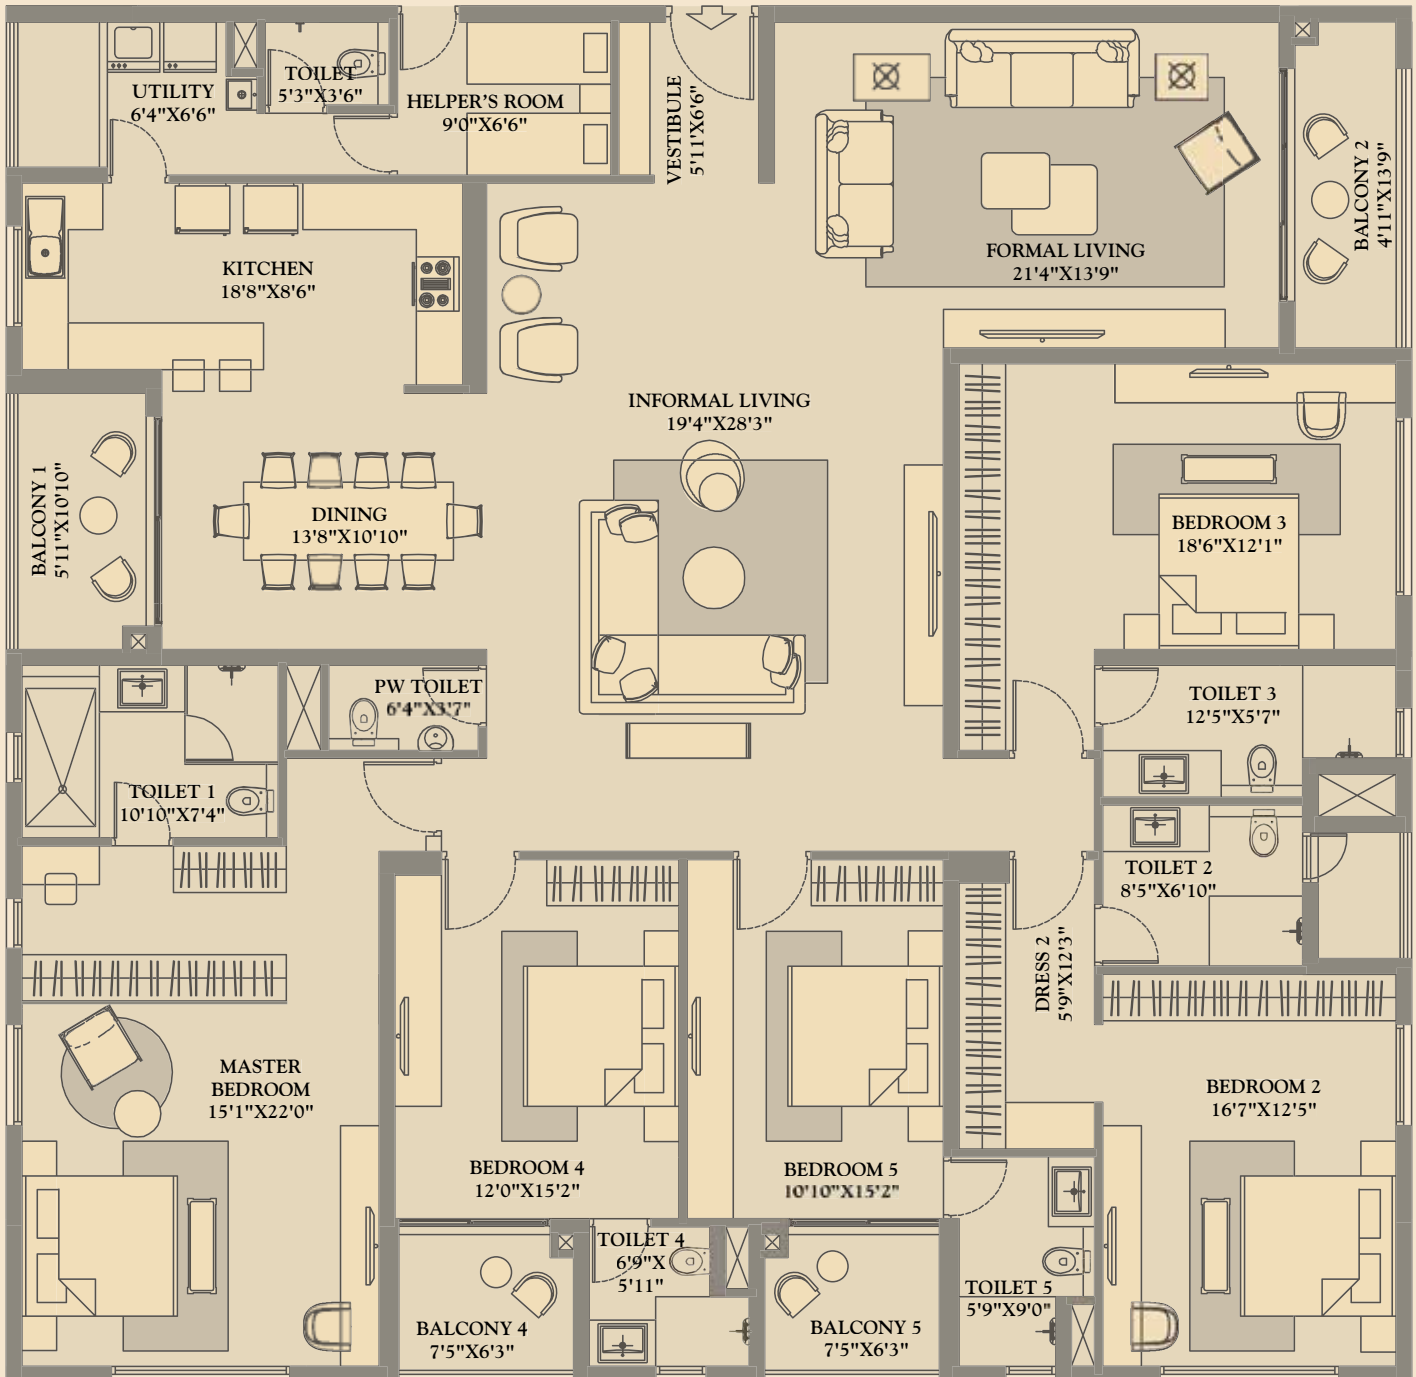 UTILITY
6'4"X6'6"
TOILET
5'3"X3'6"
HELPER'S ROOM
9'0"X6'6"
VESTIBULE
5'11'X6'6"
FORMAL LIVING
21'4"X13'9"
BALCONY 2
4'11"X13'9"
KITCHEN
18'8"X8'6"
INFORMAL LIVING
19'4"X28'3"
BALCONY 1
5'11"X10'10"
DINING
13'8"X10'10"
BEDROOM 3
18'6"X12'1"
PW TOILET
6'4"X3'7"
TOILET 3
12'5"X5'7"
TOILET 1
10'10"X7'4"
TOILET 2
8'5"X6'10"
DRESS 2
5'9"X12'3"
MASTER
BEDROOM
15'1"X22'0"
BEDROOM 2
16'7"X12'5"
BEDROOM 4
12'0"X15'2"
BEDROOM 5
10'10"X15'2"
TOILET 4
6'9"X
5'11"
TOILET 5
5'9"X9'0"
BALCONY 4
7'5"X6'3"
BALCONY 5
7'5"X6'3"